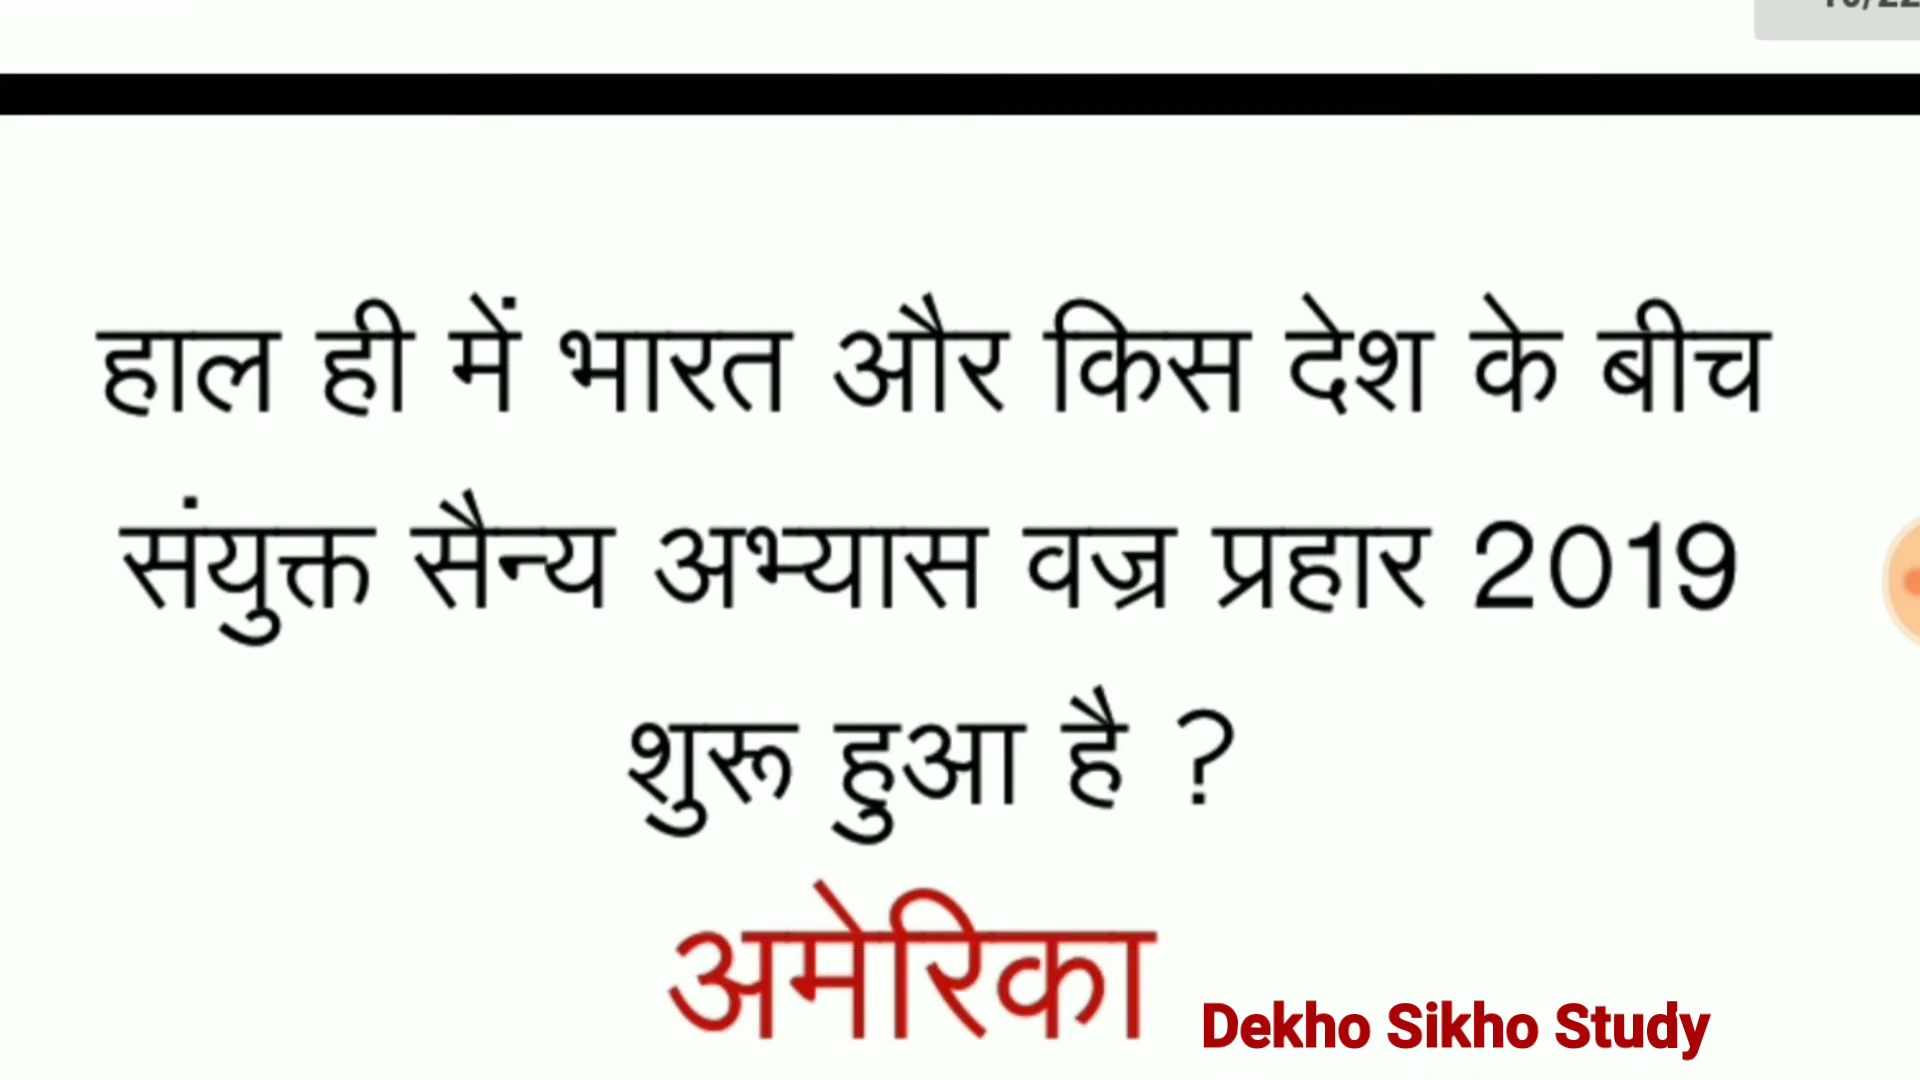 हाल ही में भारत और किस देश के बीच
संयुक्त सैन्य अभ्यास वज्र प्रहार 2019
शुरू हुआ है ?
अमेरिका
Dekho Sikho Study